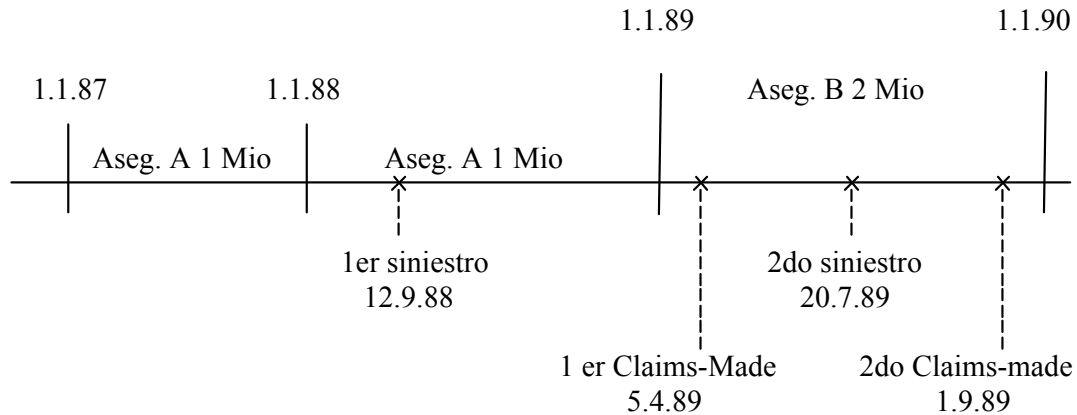 1.1.89
1.1.90
1.1.87
1.1.88
Aseg. B 2 Mio
Aseg. A 1 Mio
Aseg. A 1 Mio
1er siniestro
12.9.88
2do siniestro
20.7.89
1 er Claims-Made
5.4.89
2do Claims-made
1.9.89